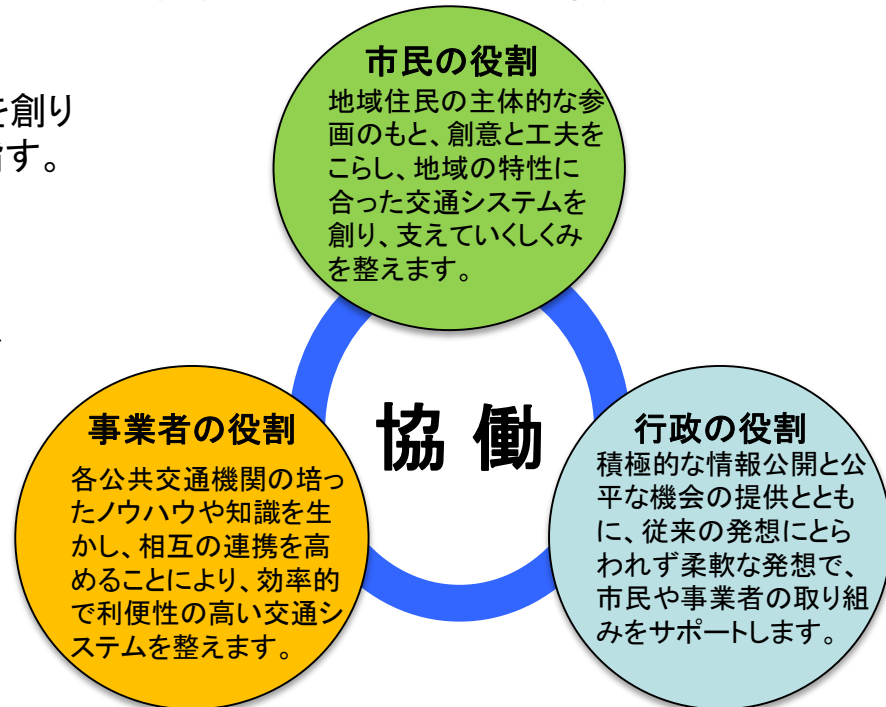 を創り
す。
市民の役割
地域住民の主体的な参
画のもと、創意と工夫を
こらし、地域の特性に
合った交通システムを
創り、支えていくしくみ
を整えます。
協 働
事業者の役割
各公共交通機関の培っ
たノウハウや知識を生
かし、相互の連携を高
めることにより、効率的
で利便性の高い交通シ
ステムを整えます。
行政の役割
積極的な情報公開と公
平な機会の提供ととも
に、従来の発想にとら
われず柔軟な発想で、
市民や事業者の取り組
みをサポートします。